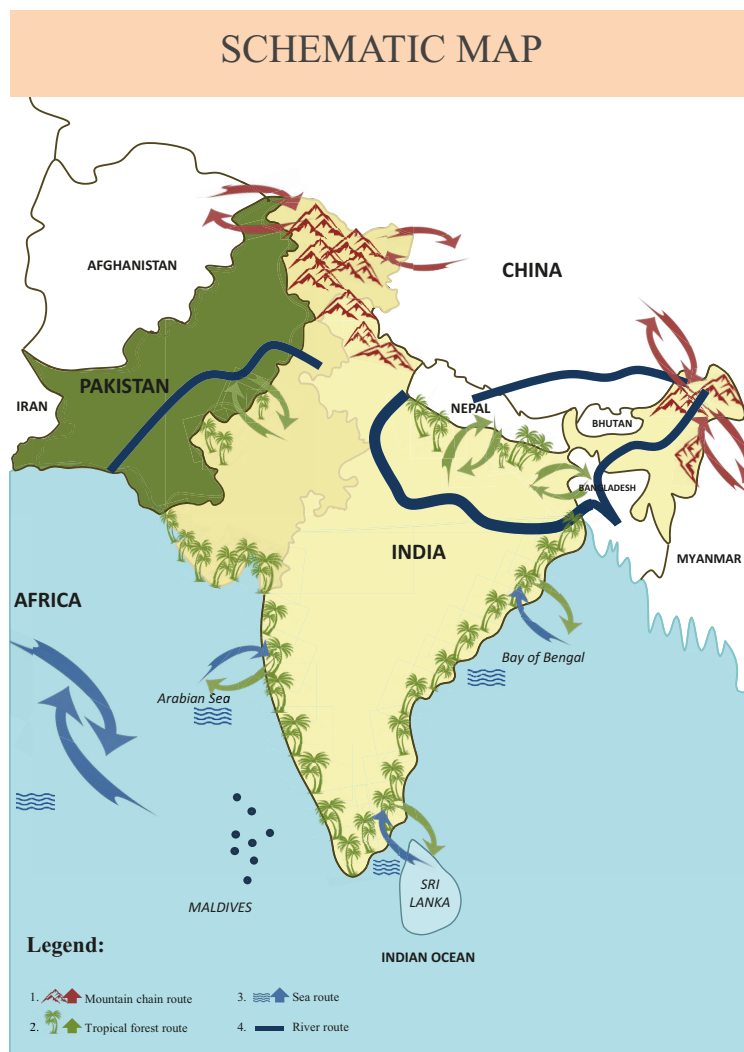 SCHEMATIC MAP
AFGHANISTAN
CHINA
PAKISTAN
IRAN
NEPAL
BHUTAN
BANGLADESH
INDIA
MYANMAR
AFRICA
Bay of Bengal
Arabian Sea
MALDIVES
SRI
LANKA
INDIAN OCEAN
Legend:
1. Mountain chain route
2. Tropical forest route
3. Sea route
4. River route